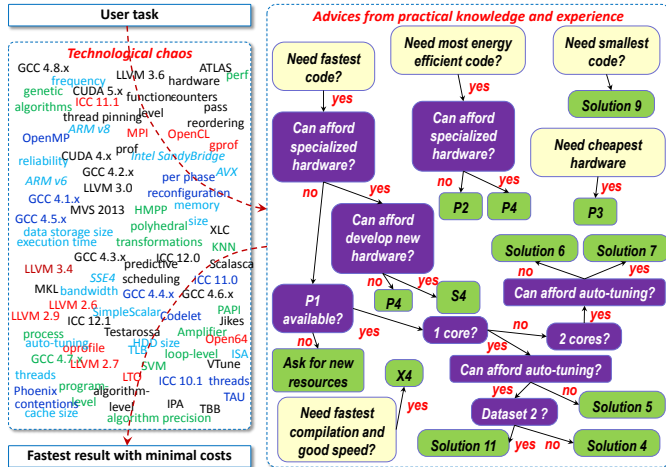 User task
Technological chaos
GCC 4.8.x
LLVM 3.6
ATLAS
frequency
hardware
perf
genetic
algorithms
CUDA 5.x
function
counters
ICC 11.1
level
pass
reordering
thread pinning
ARM v8
MPI
OpenCL
OpenMP
prof
gprof
reliability
CUDA 4.x
Intel SandyBridge
GCC 4.2.x
AVX
ARM v6
LLVM 3.0
per phase
reconfiguration
GCC 4.1.x
memory
MVS 2013
HMPP
size
GCC 4.5.x
polyhedral
transformations
XLC
data storage size
execution time
KNN
GCC 4.3.x
ICC 12.0
Scalasca
LLVM 3.4
predictive
scheduling
SSE4
ICC 11.0
MKL
bandwidth
GCC 4.4.x
GCC 4.6.x
LLVM 2.6
SimpleScalar
PAPI
LLVM 2.9
ICC 12.1
Codelet
Jikes
process
Testarossa
Amplifier
auto-tuning
HDD size
Open64
oprofile
TLB
loop-level
ISA
GCC 4.7.x
LLVM 2.7
SVM
VTune
threads
LTO
ICC 10.1
threads
program-
level
algorithm-
level
Phoenix
TAU
contentions
IPA
TBB
cache size
algorithm precision
Fastest result with minimal costs
Advices from practical knowledge and experience
Need fastest
code?
Need most energy
efficient code?
Need smallest
code?
yes
yes
yes
Solution 9
Can afford
specialized
hardware?
Can afford
specialized
hardware?
Need cheapest
hardware
no
yes
no
yes
yes
P2
P4
P3
Can afford
develop new
hardware?
Solution 6
Solution 7
no
yes
no
yes
P4
S4
Can afford auto-tuning?
P1
available?
yes
yes
1 core?
no
2 cores?
no
yes
Ask for new
resources
X4
Can afford auto-tuning?
yes
no
yes
Solution 5
Need fastest
compilation and
good speed?
Dataset 2 ?
Solution 11
yes
no
Solution 4